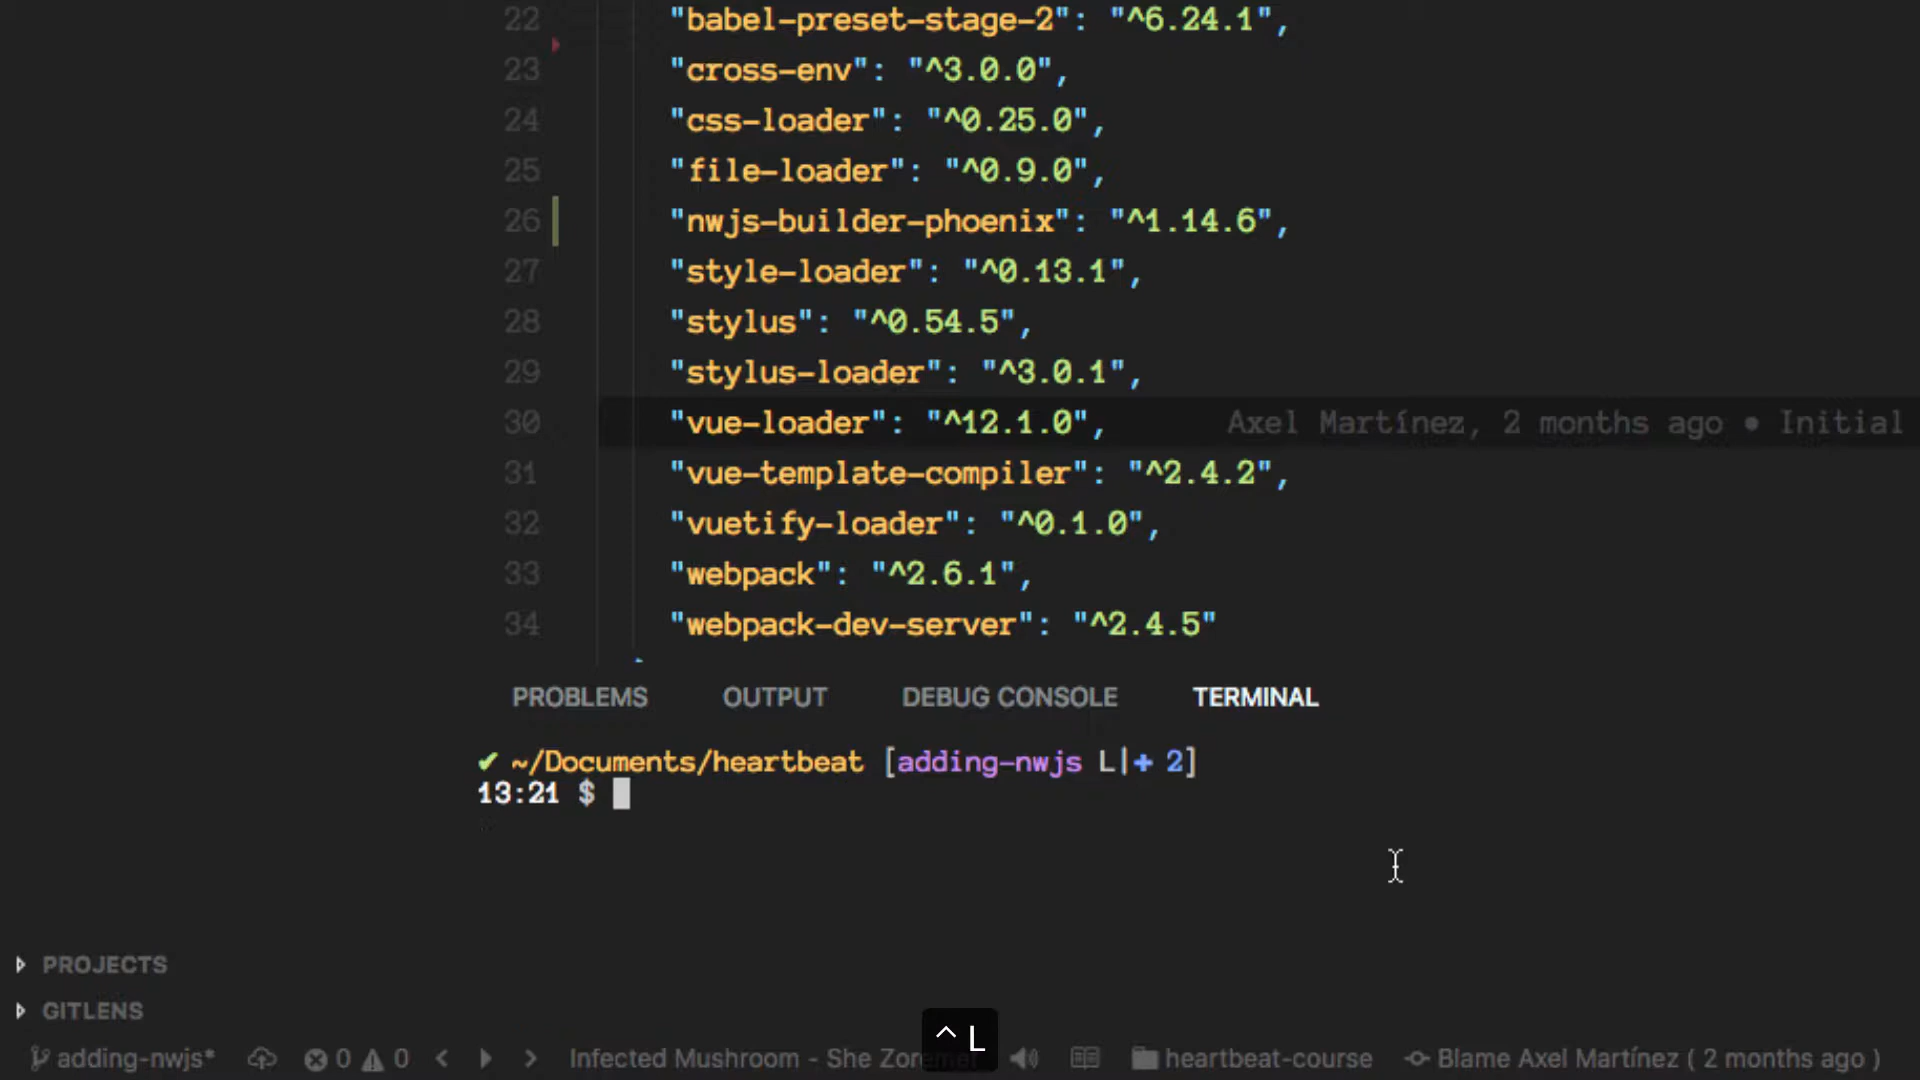 22 "babel-preset-stage-2": "^6.24.1",
23 "cross-env": "^3.0.0",
24 "css-loader": "^0.25.0",
25 "file-loader": "^0.9.0",
26 "nwjs-builder-phoenix": "^1.14.6",
27 "style-loader": "^0.13.1",
28 "stylus": "^0.54.5",
29 "stylus-loader": "^3.0.1",
30 "vue-loader": "^12.1.0", Axel Martínez, 2 months ago • Initial
31 "vue-template-compiler": "^2.4.2",
32 "vuetify-loader": "^0.1.0",
33 "webpack": "^2.6.1",
34 "webpack-dev-server": "^2.4.5"
PROBLEMS OUTPUT DEBUG CONSOLE TERMINAL
✔ ~/Documents/heartbeat [adding-nwjs L|✚ 2]
13:21 $
PROJECTS
GITLENS
^ L
adding-nwjs* 0 0 Infected Mushroom - She heartbeat-course Blame Axel Martínez ( 2 months ago )